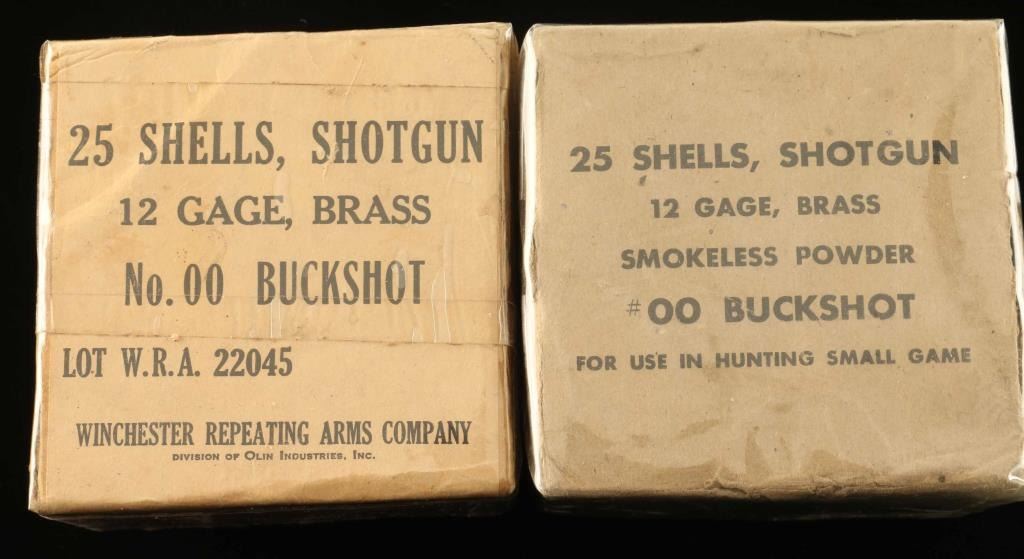 25 SHELLS, SHOTGUN
12 GAGE, BRASS
No. 00 BUCKSHOT
LOT W.R.A. 22045
WINCHESTER REPEATING ARMS COMPANY
DIVISION OF OLIN INDUSTRIES, INC.
25 SHELLS, SHOTGUN
12 GAGE, BRASS
SMOKELESS POWDER
#00 BUCKSHOT
FOR USE IN HUNTING SMALL GAME